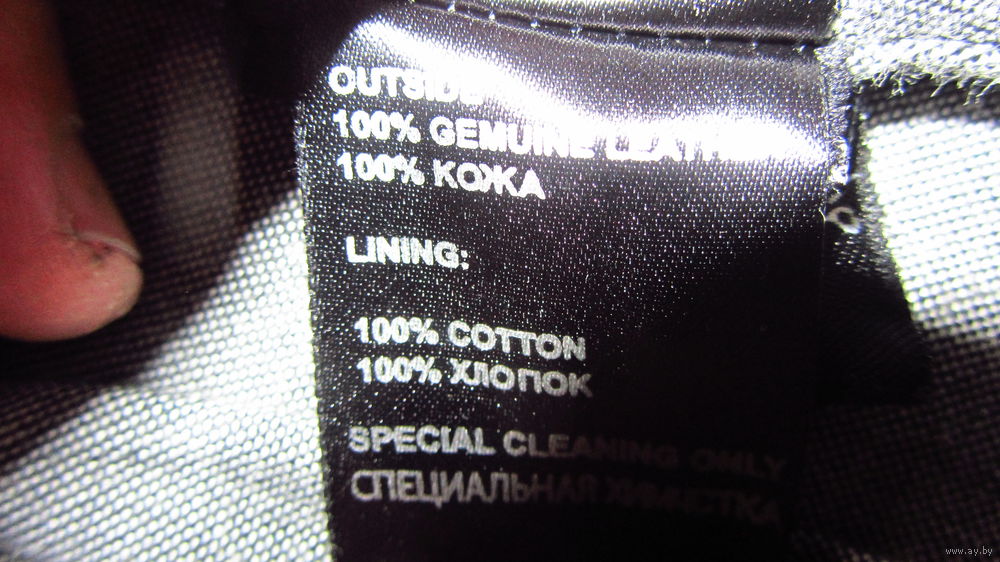 OUTSIDE
100% GEMUINE LEATHER
100% КОЖА
LINING:
100% COTTON
100% ХЛОПОК
SPECIAL CLEANING ONLY
СПЕЦИАЛЬНАЯ ХИМЧИСТКА
www.ay.by